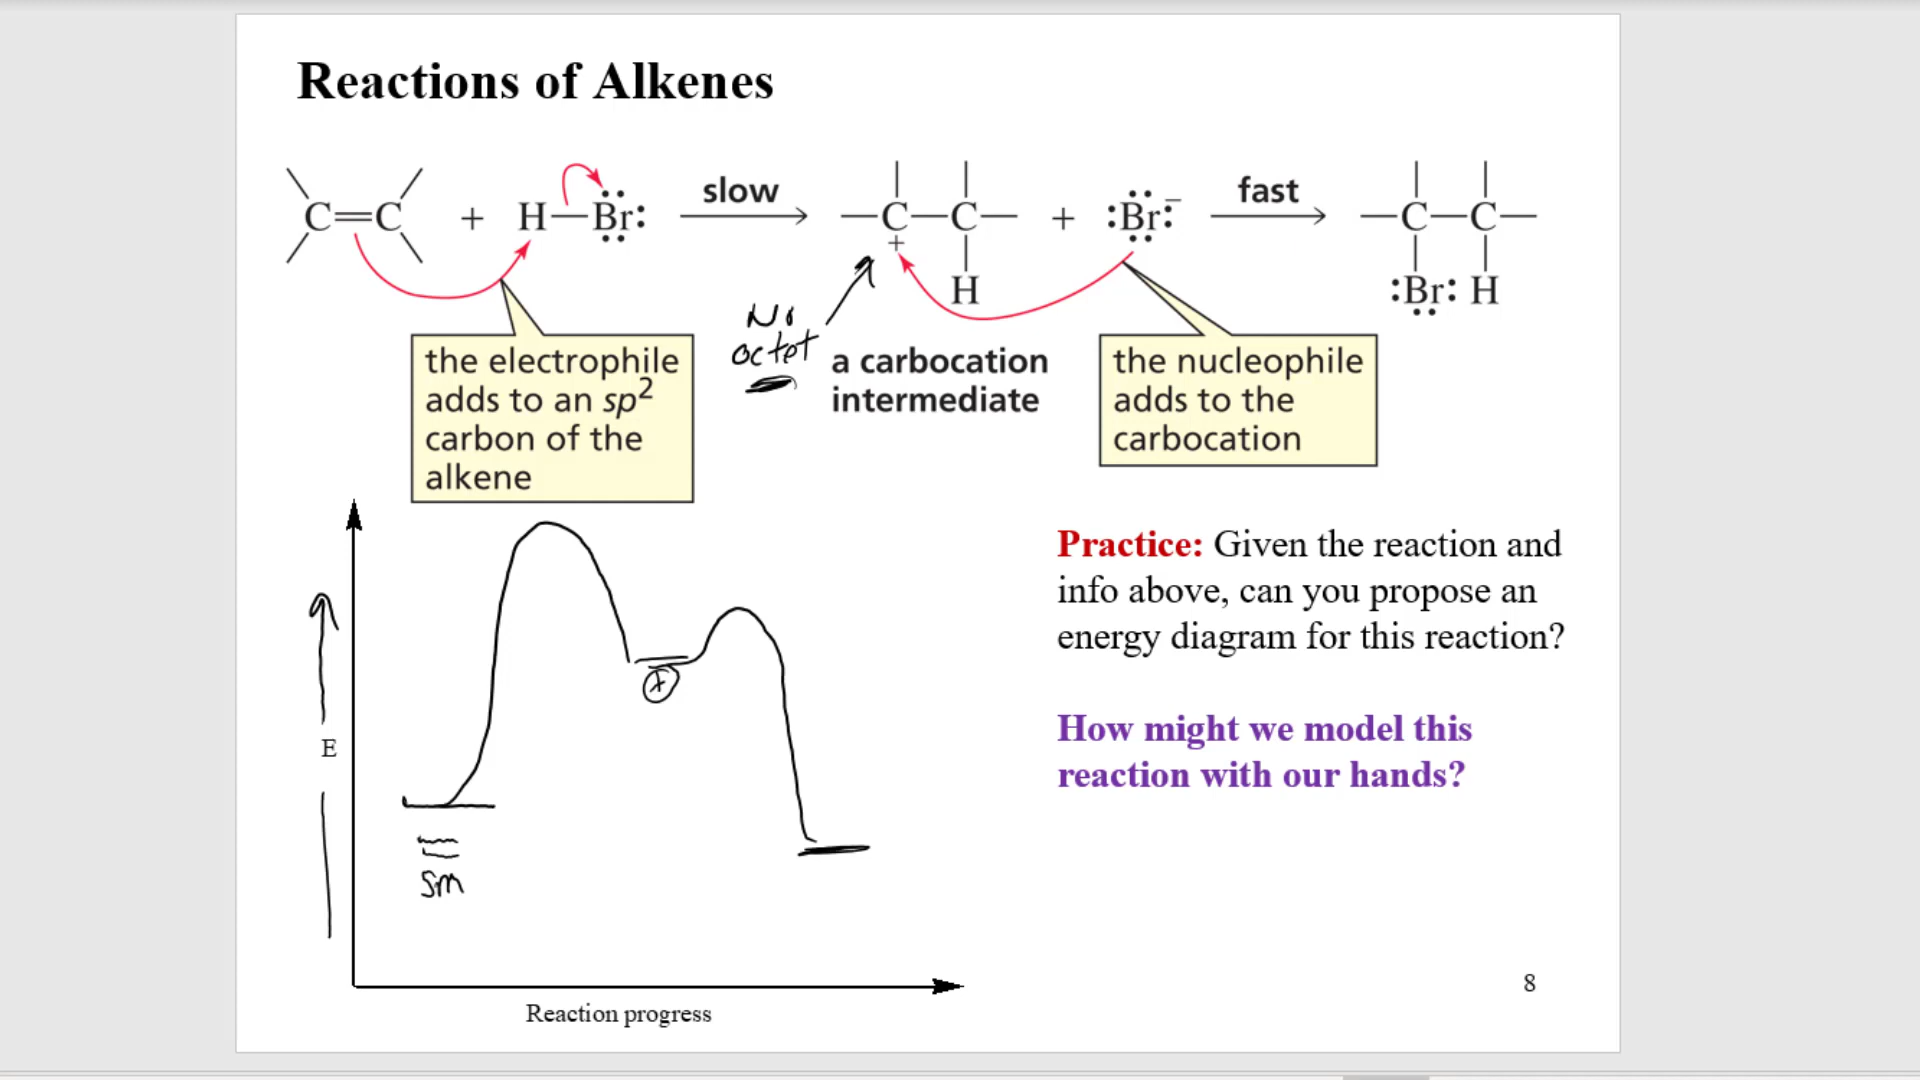 Reactions of Alkenes
C=C + H—Br: slow —C—C— + :Br:⁻ fast —C—C—
+
H
:Br: H
No
octet
the electrophile
adds to an sp²
carbon of the
alkene
a carbocation
intermediate
the nucleophile
adds to the
carbocation
Practice: Given the reaction and
info above, can you propose an
energy diagram for this reaction?
How might we model this
reaction with our hands?
+
E
SM
8
Reaction progress